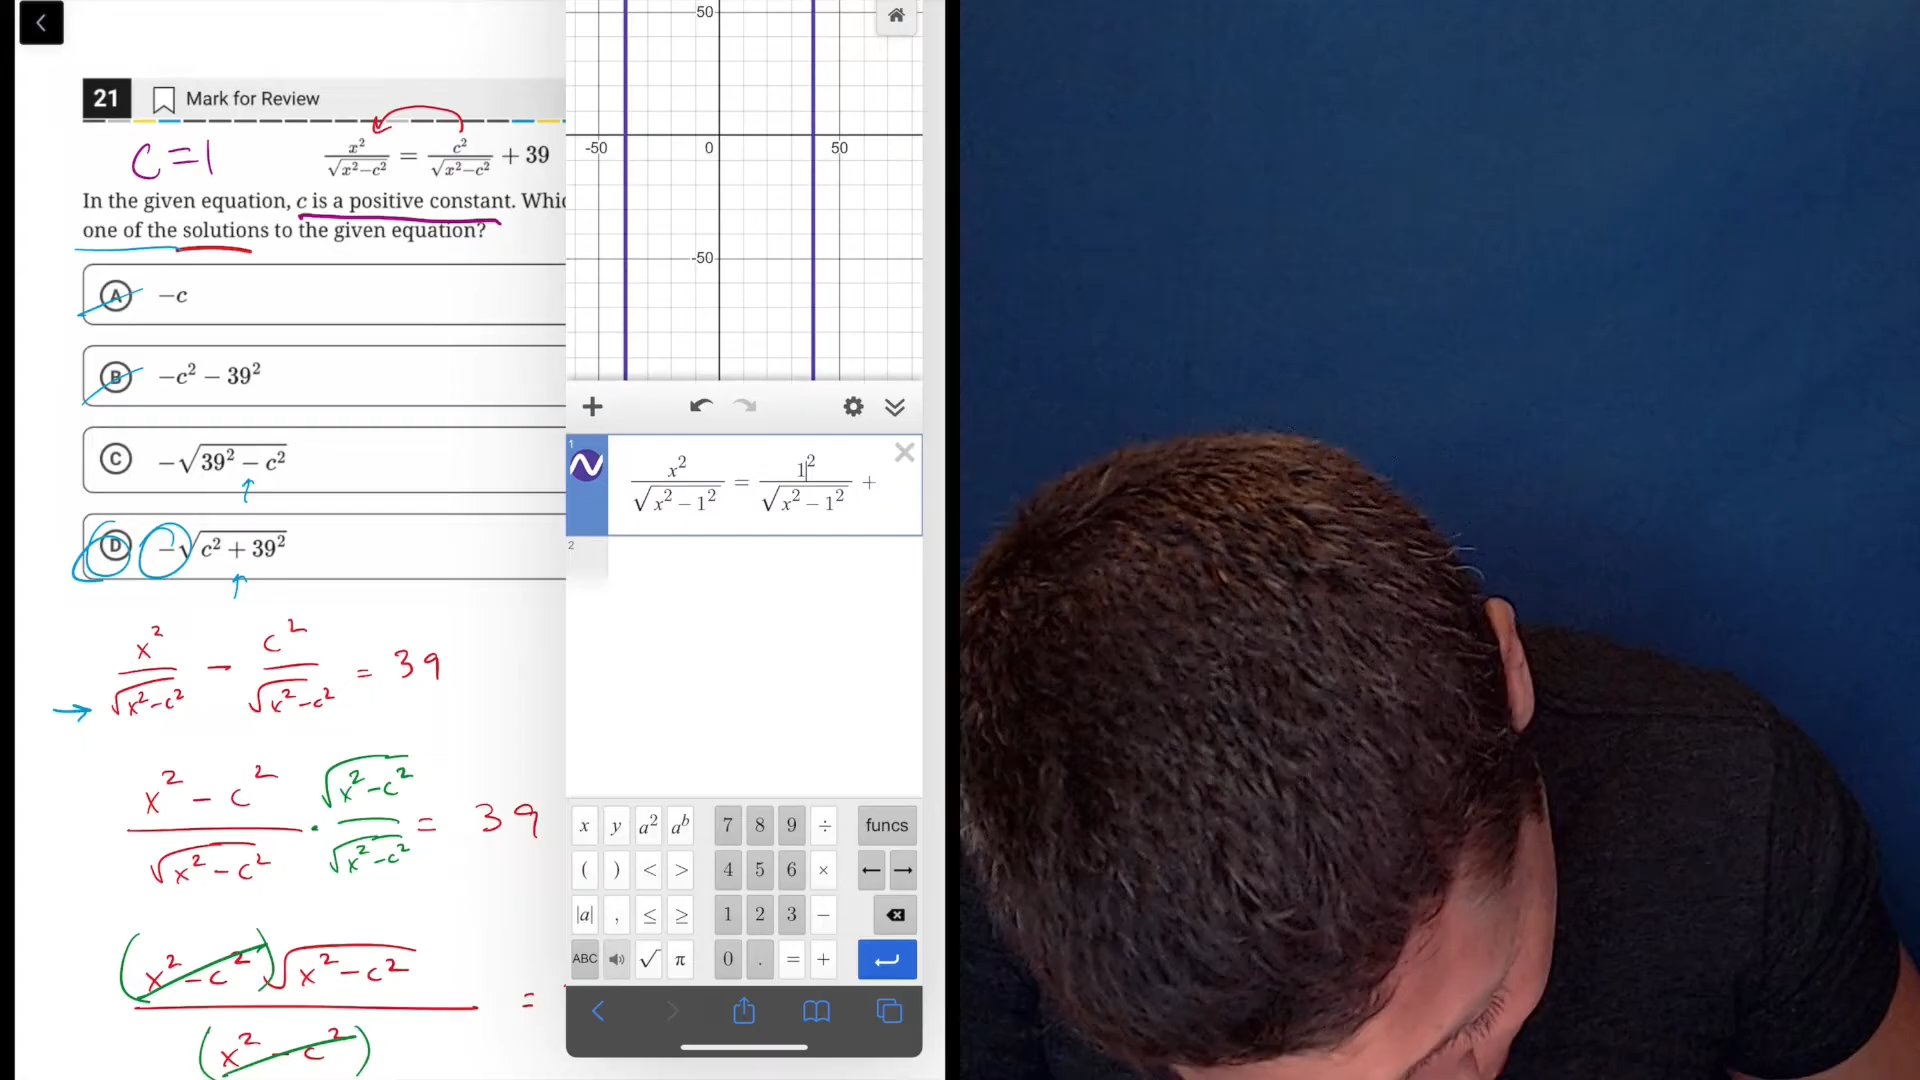 21 Mark for Review
c = 1
x²/√(x²−c²) = c²/√(x²−c²) + 39
In the given equation, c is a positive constant. Whic
one of the solutions to the given equation?
A −c
B −c² − 39²
C −√(39² − c²)
D −√(c² + 39²)
x²/√(x²−c²) − c²/√(x²−c²) = 39
(x² − c²)/√(x² − c²) · √(x²−c²)/√(x²−c²) = 39
(x² − c²)√(x²−c²)/(x² − c²) =
50
-50 0 50
-50
1
x²/√(x² − 1²) = 1²/√(x² − 1²) +
2
x y a² aᵇ 7 8 9 ÷ funcs
( ) < > 4 5 6 × ← →
|a| , ≤ ≥ 1 2 3 −
ABC √ π 0 . = +